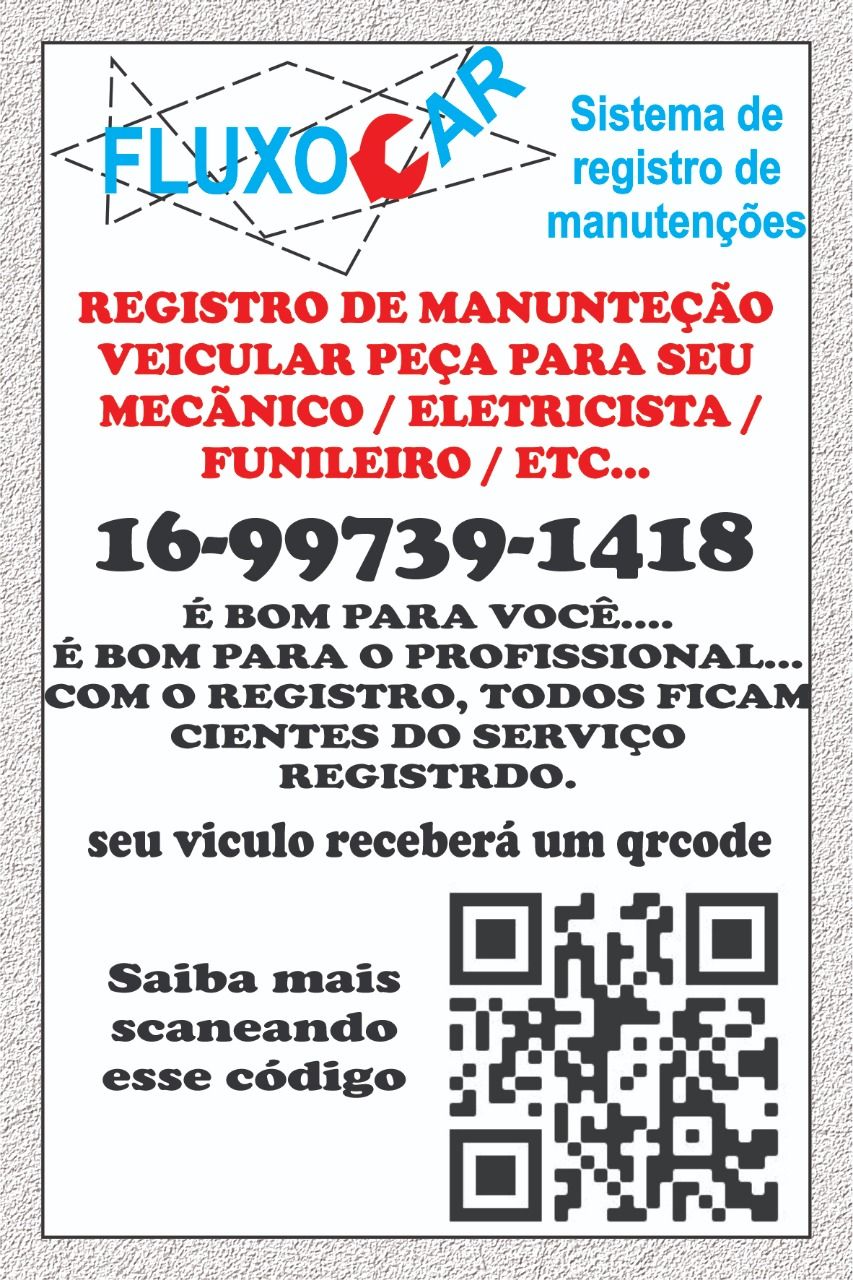 FLUXOCAR
Sistema de
registro de
manutenções
REGISTRO DE MANUNTEÇÃO
VEICULAR PEÇA PARA SEU
MECÃNICO / ELETRICISTA /
FUNILEIRO / ETC...
16-99739-1418
É BOM PARA VOCÊ....
É BOM PARA O PROFISSIONAL...
COM O REGISTRO, TODOS FICAM
CIENTES DO SERVIÇO
REGISTRDO.
seu viculo receberá um qrcode
Saiba mais
scaneando
esse código